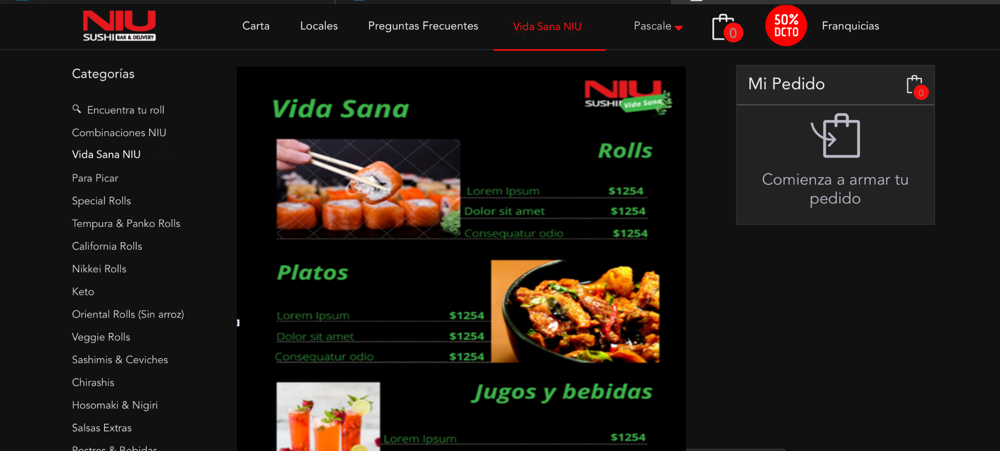 NIU
SUSHI BAR & DELIVERY
Carta
Locales
Preguntas Frecuentes
Vida Sana NIU
Pascale
0
50%
DCTO
Franquicias
Categorías
Encuentra tu roll
Combinaciones NIU
Vida Sana NIU
Para Picar
Special Rolls
Tempura & Panko Rolls
California Rolls
Nikkei Rolls
Keto
Oriental Rolls (Sin arroz)
Veggie Rolls
Sashimis & Ceviches
Chirashis
Hosomaki & Nigiri
Salsas Extras
Postres & Bebidas
Vida Sana
NIU
SUSHI Vida Sana
Rolls
Lorem Ipsum $1254
Dolor sit amet $1254
Consequatur odio $1254
Platos
Lorem Ipsum $1254
Dolor sit amet $1254
Consequatur odio $1254
Jugos y bebidas
Lorem Ipsum $1254
Mi Pedido
0
Comienza a armar tu
pedido